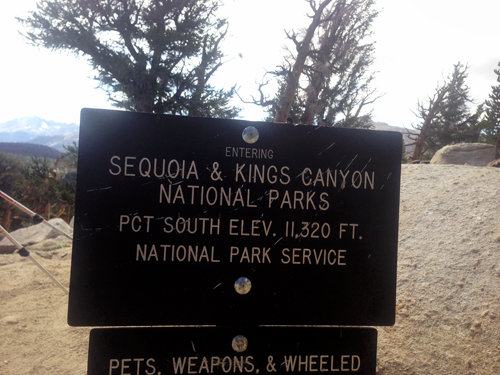 ENTERING
SEQUOIA & KINGS CANYON
NATIONAL PARKS
PCT SOUTH ELEV. 11,320 FT.
NATIONAL PARK SERVICE
PETS, WEAPONS, & WHEELED